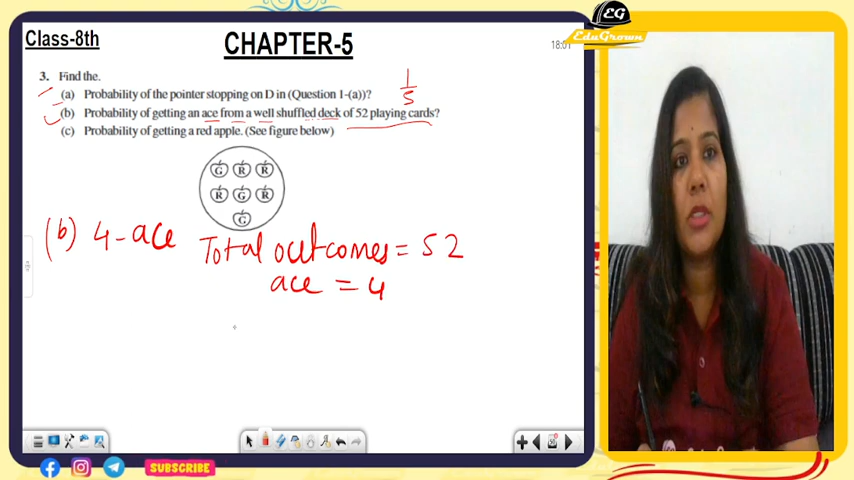 Class-8th
CHAPTER-5
EG
EduGrown
18:01
3. Find the.
(a) Probability of the pointer stopping on D in (Question 1-(a))?
1/5
(b) Probability of getting an ace from a well shuffled deck of 52 playing cards?
(c) Probability of getting a red apple. (See figure below)
G R R
R G R
G
(b) 4-ace Total outcomes = 52
ace = 4
SUBSCRIBE